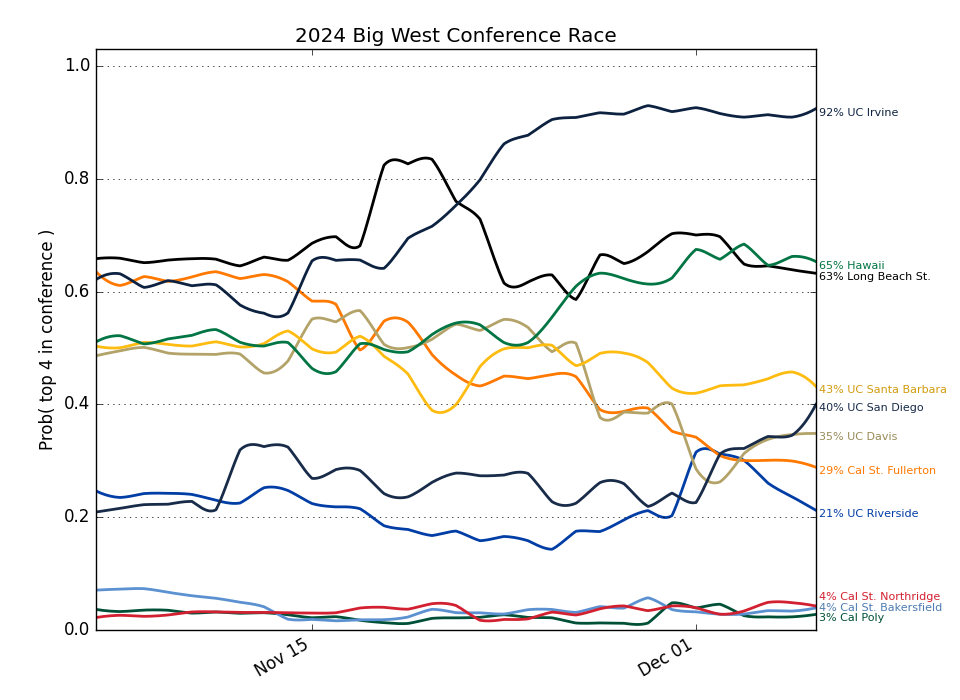 2024 Big West Conference Race
Prob( top 4 in conference )
1.0
0.8
0.6
0.4
0.2
0.0
Nov 15
Dec 01
92% UC Irvine
65% Hawaii
63% Long Beach St.
43% UC Santa Barbara
40% UC San Diego
35% UC Davis
29% Cal St. Fullerton
21% UC Riverside
4% Cal St. Northridge
4% Cal St. Bakersfield
3% Cal Poly